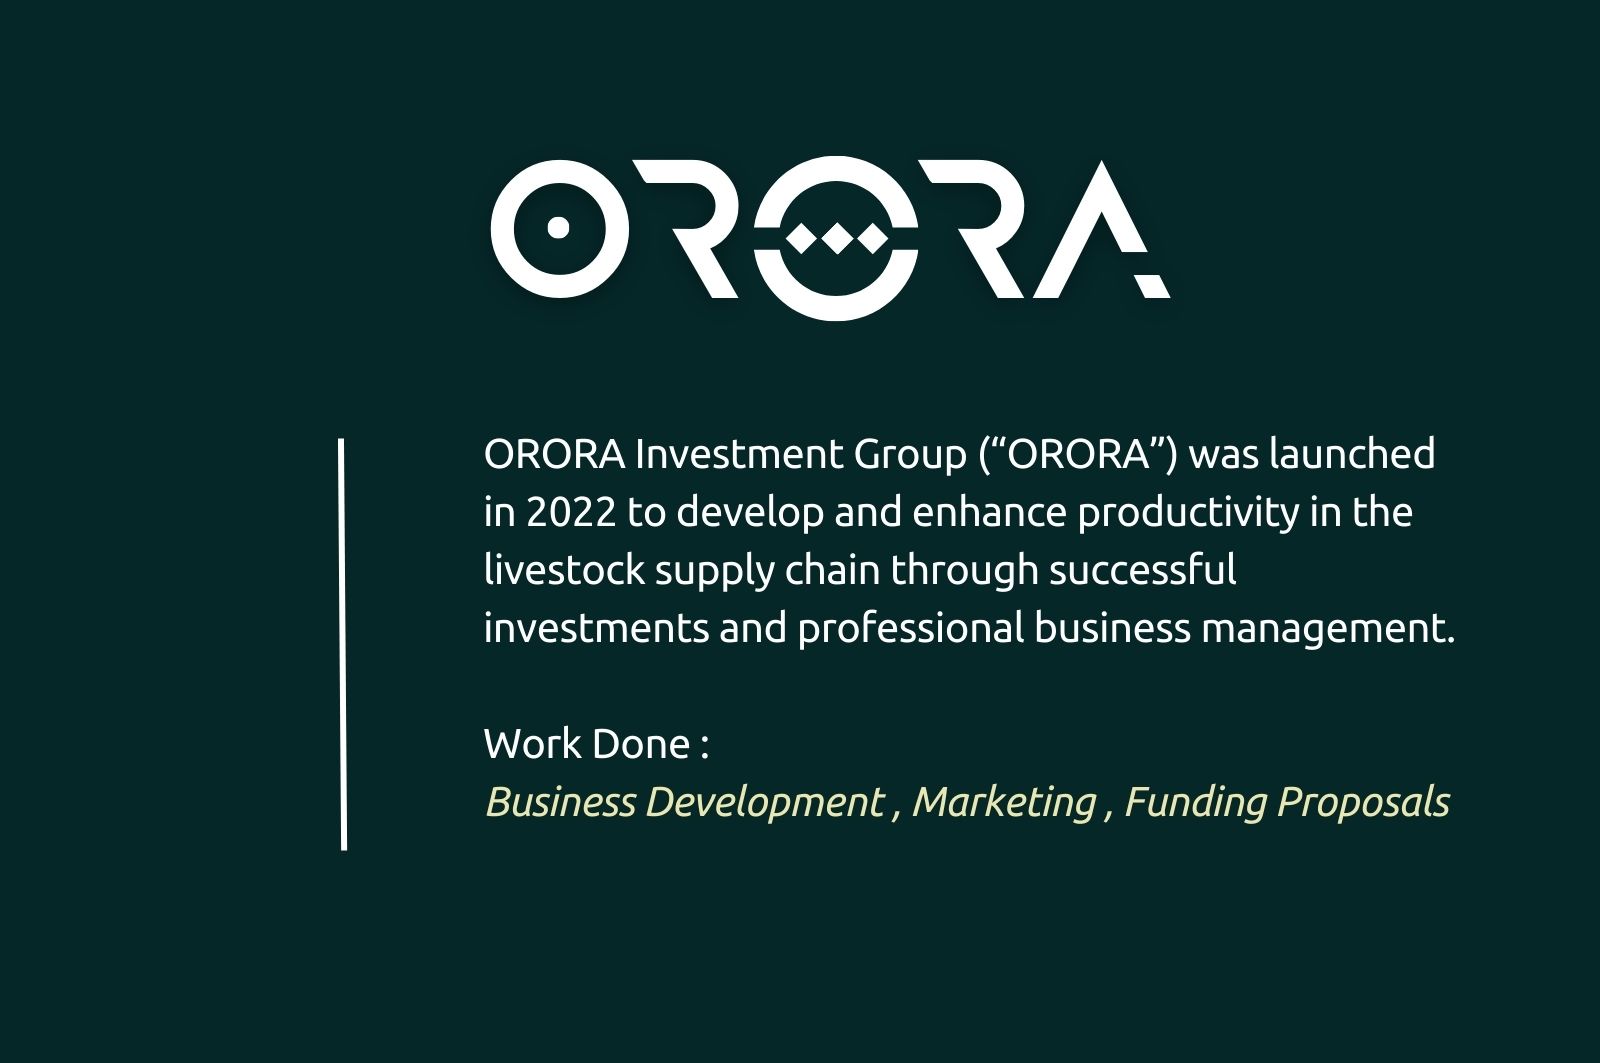 ORORA
ORORA Investment Group (“ORORA”) was launched
in 2022 to develop and enhance productivity in the
livestock supply chain through successful
investments and professional business management.
Work Done :
Business Development , Marketing , Funding Proposals